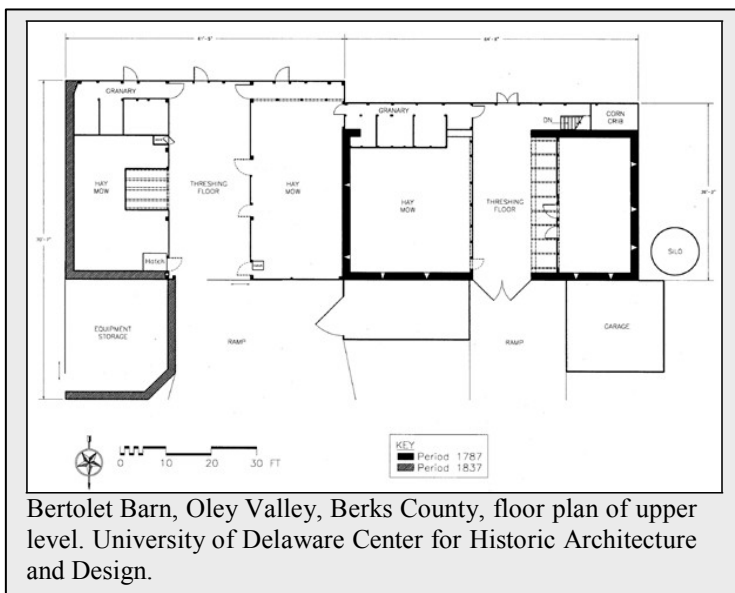 GRANARY
HAY
MOW
THRESHING
FLOOR
HAY
MOW
Hatch
EQUIPMENT
STORAGE
RAMP
GRANARY
HAY
MOW
THRESHING
FLOOR
DN
CORN
CRIB
SILO
RAMP
GARAGE
0 10 20 30 FT
KEY
Period 1787
Period 1837
Bertolet Barn, Oley Valley, Berks County, floor plan of upper
level. University of Delaware Center for Historic Architecture
and Design.